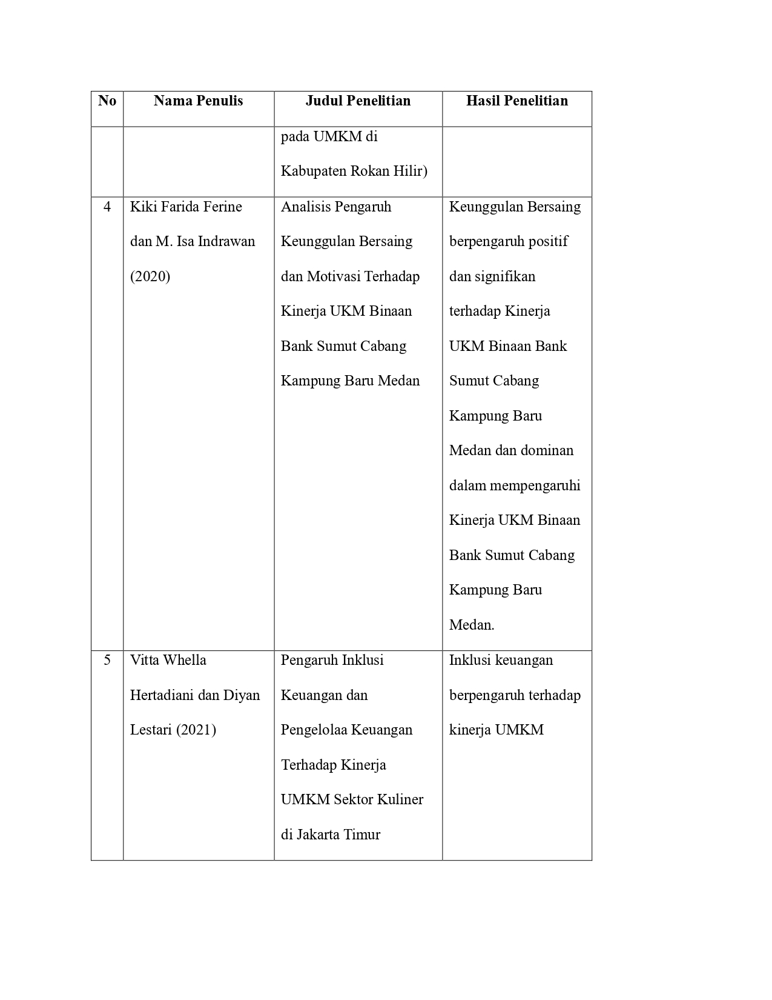 No Nama Penulis Judul Penelitian Hasil Penelitian
pada UMKM di
Kabupaten Rokan Hilir)
4 Kiki Farida Ferine Analisis Pengaruh Keunggulan Bersaing
dan M. Isa Indrawan Keunggulan Bersaing berpengaruh positif
(2020) dan Motivasi Terhadap dan signifikan
Kinerja UKM Binaan terhadap Kinerja
Bank Sumut Cabang UKM Binaan Bank
Kampung Baru Medan Sumut Cabang
Kampung Baru
Medan dan dominan
dalam mempengaruhi
Kinerja UKM Binaan
Bank Sumut Cabang
Kampung Baru
Medan.
5 Vitta Whella Pengaruh Inklusi Inklusi keuangan
Hertadiani dan Diyan Keuangan dan berpengaruh terhadap
Lestari (2021) Pengelolaa Keuangan kinerja UMKM
Terhadap Kinerja
UMKM Sektor Kuliner
di Jakarta Timur